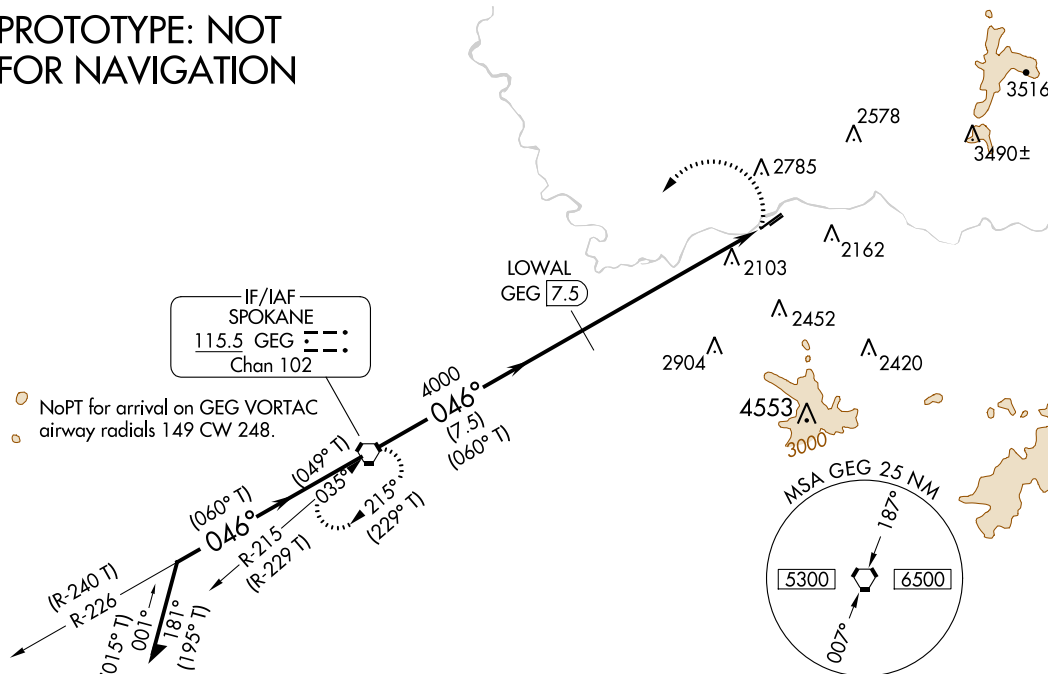 PROTOTYPE: NOT
FOR NAVIGATION
3516
2578
3490±
2785
2162
2103
LOWAL
GEG 7.5
IF/IAF
SPOKANE
115.5 GEG
Chan 102
2452
2904
2420
4553
3000
NoPT for arrival on GEG VORTAC
airway radials 149 CW 248.
4000
046°
(7.5)
(060° T)
(049° T)
035°
215°
(229° T)
(060° T)
046°
R-215
(R-229 T)
(R-240 T)
R-226
(015° T)
001°
181°
(195° T)
MSA GEG 25 NM
187°
5300
6500
007°